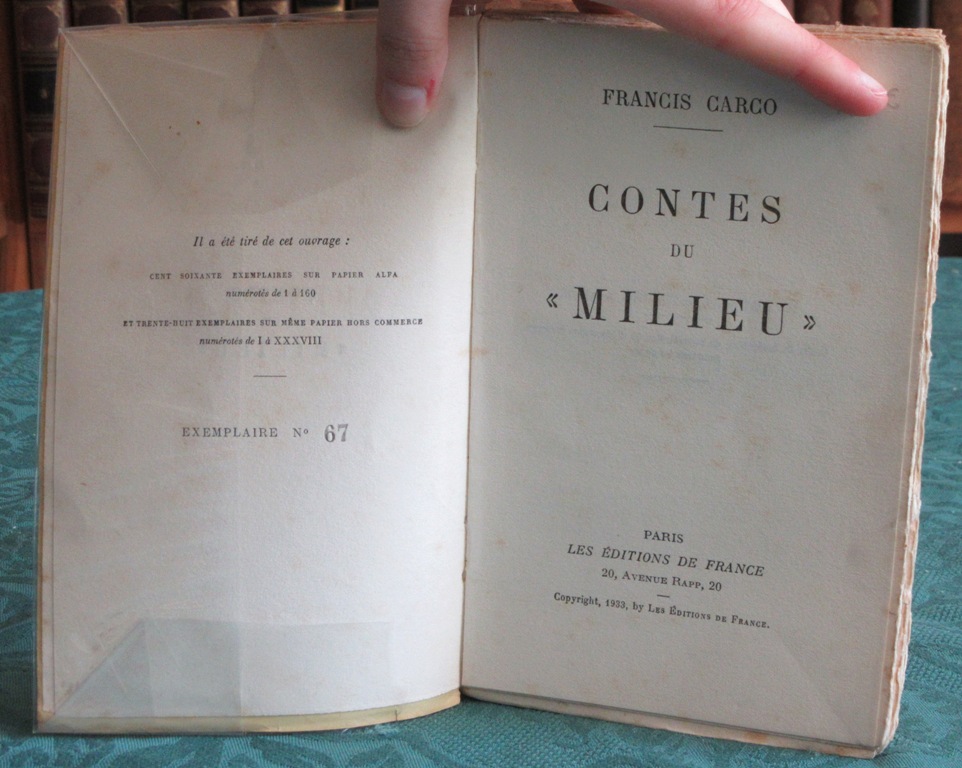 Il a été tiré de cet ouvrage :
CENT SOIXANTE EXEMPLAIRES SUR PAPIER ALFA
numérotés de 1 à 160
ET TRENTE-HUIT EXEMPLAIRES SUR MÊME PAPIER HORS COMMERCE
numérotés de I à XXXVIII
EXEMPLAIRE Nº 67
FRANCIS CARCO
CONTES
DU
« MILIEU »
PARIS
LES ÉDITIONS DE FRANCE
20, AVENUE RAPP, 20
Copyright, 1933, by LES ÉDITIONS DE FRANCE.